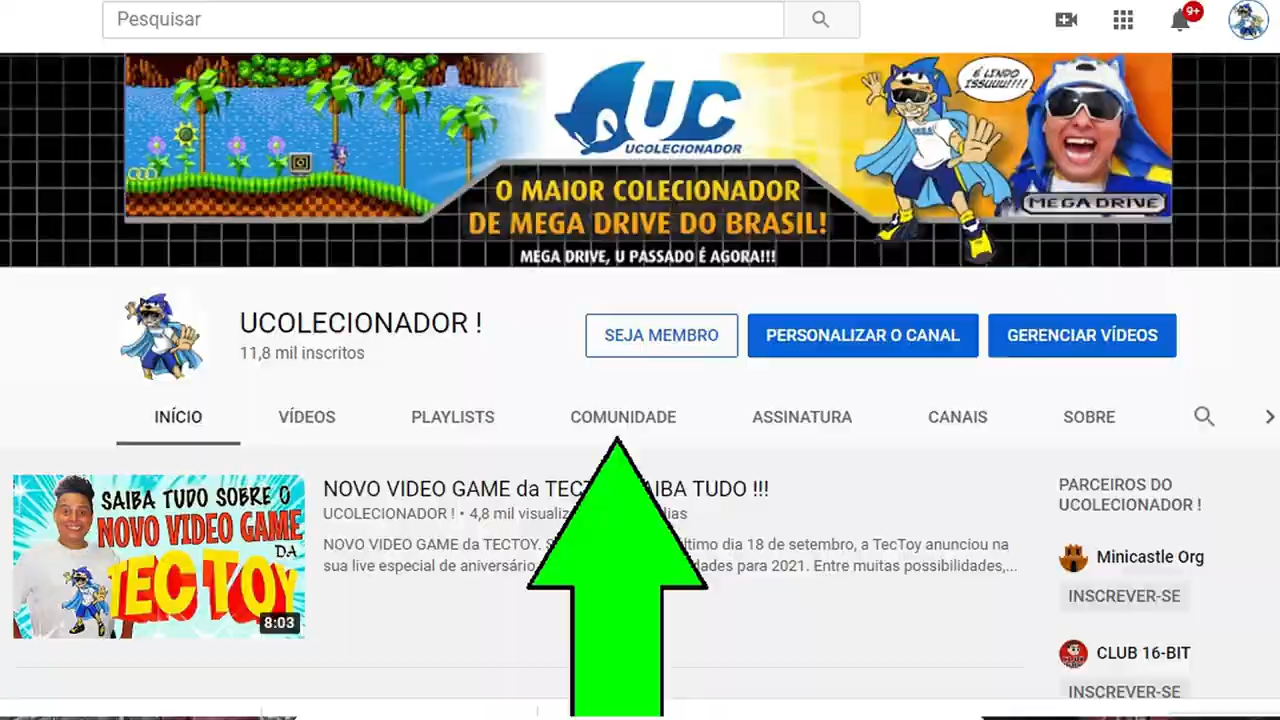 Pesquisar
9+
É LINDO
ISSUUU!!!!
UC
UCOLECIONADOR
O MAIOR COLECIONADOR
DE MEGA DRIVE DO BRASIL!
MEGA DRIVE, U PASSADO É AGORA!!!
MEGA DRIVE
UCOLECIONADOR !
11,8 mil inscritos
SEJA MEMBRO
PERSONALIZAR O CANAL
GERENCIAR VÍDEOS
INÍCIO
VÍDEOS
PLAYLISTS
COMUNIDADE
ASSINATURA
CANAIS
SOBRE
SAIBA TUDO SOBRE O
NOVO VIDEO GAME
DA
TEC TOY
8:03
NOVO VIDEO GAME da TECT AIBA TUDO !!!
UCOLECIONADOR ! • 4,8 mil visualiz dias
NOVO VIDEO GAME da TECTOY. S último dia 18 de setembro, a TecToy anunciou na
sua live especial de aniversário dades para 2021. Entre muitas possibilidades,...
PARCEIROS DO
UCOLECIONADOR !
Minicastle Org
INSCREVER-SE
CLUB 16-BIT
INSCREVER-SE